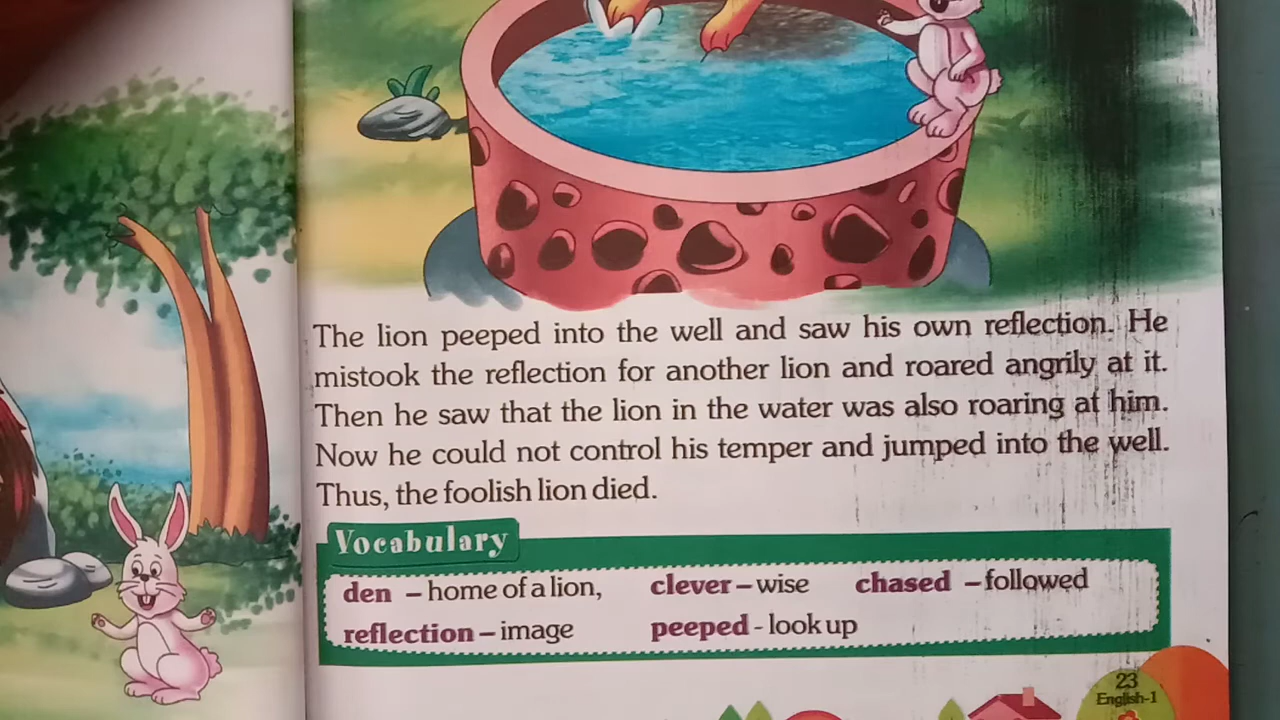 The lion peeped into the well and saw his own reflection. He
mistook the reflection for another lion and roared angrily at it.
Then he saw that the lion in the water was also roaring at him.
Now he could not control his temper and jumped into the well.
Thus, the foolish lion died.
Vocabulary
den – home of a lion, clever – wise chased – followed
reflection – image peeped - look up
23
English-1